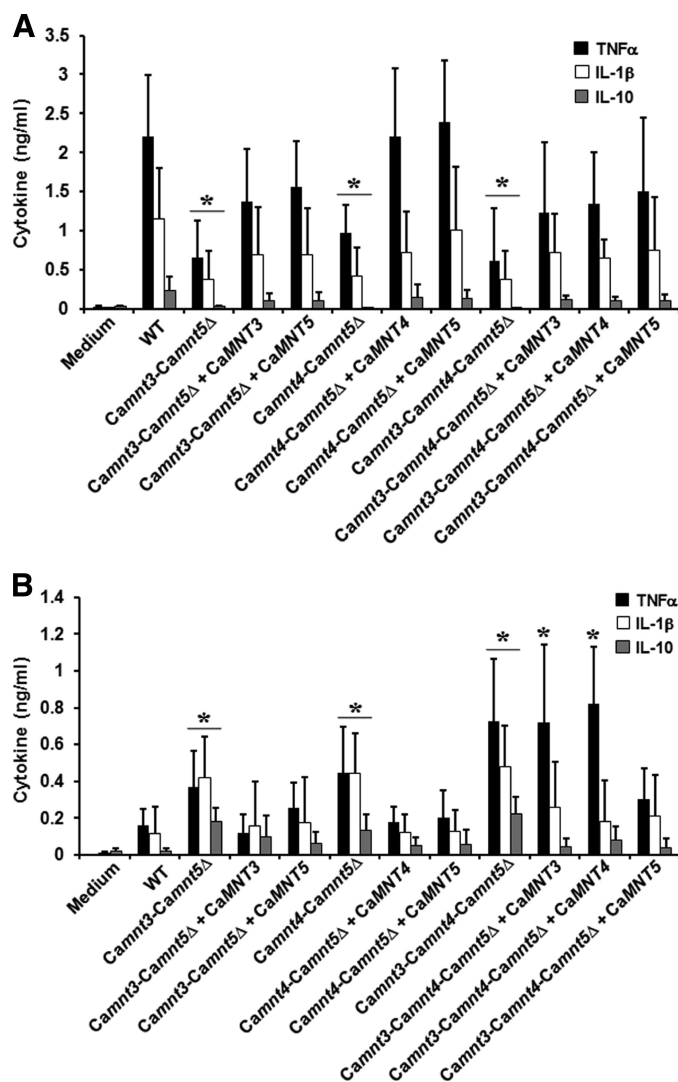 A
Cytokine (ng/ml)
3.5
3
2.5
2
1.5
1
0.5
0
TNFα
IL-1β
IL-10
*
*
*
Medium
WT
Camnt3-Camnt5Δ
Camnt3-Camnt5Δ + CaMNT3
Camnt3-Camnt5Δ + CaMNT5
Camnt4-Camnt5Δ
Camnt4-Camnt5Δ + CaMNT4
Camnt4-Camnt5Δ + CaMNT5
Camnt3-Camnt4-Camnt5Δ
Camnt3-Camnt4-Camnt5Δ + CaMNT3
Camnt3-Camnt4-Camnt5Δ + CaMNT4
Camnt3-Camnt4-Camnt5Δ + CaMNT5
B
Cytokine (ng/ml)
1.4
1.2
1
0.8
0.6
0.4
0.2
0
TNFα
IL-1β
IL-10
*
*
*
*
*
Medium
WT
Camnt3-Camnt5Δ
Camnt3-Camnt5Δ + CaMNT3
Camnt3-Camnt5Δ + CaMNT5
Camnt4-Camnt5Δ
Camnt4-Camnt5Δ + CaMNT4
Camnt4-Camnt5Δ + CaMNT5
Camnt3-Camnt4-Camnt5Δ
Camnt3-Camnt4-Camnt5Δ + CaMNT3
Camnt3-Camnt4-Camnt5Δ + CaMNT4
Camnt3-Camnt4-Camnt5Δ + CaMNT5